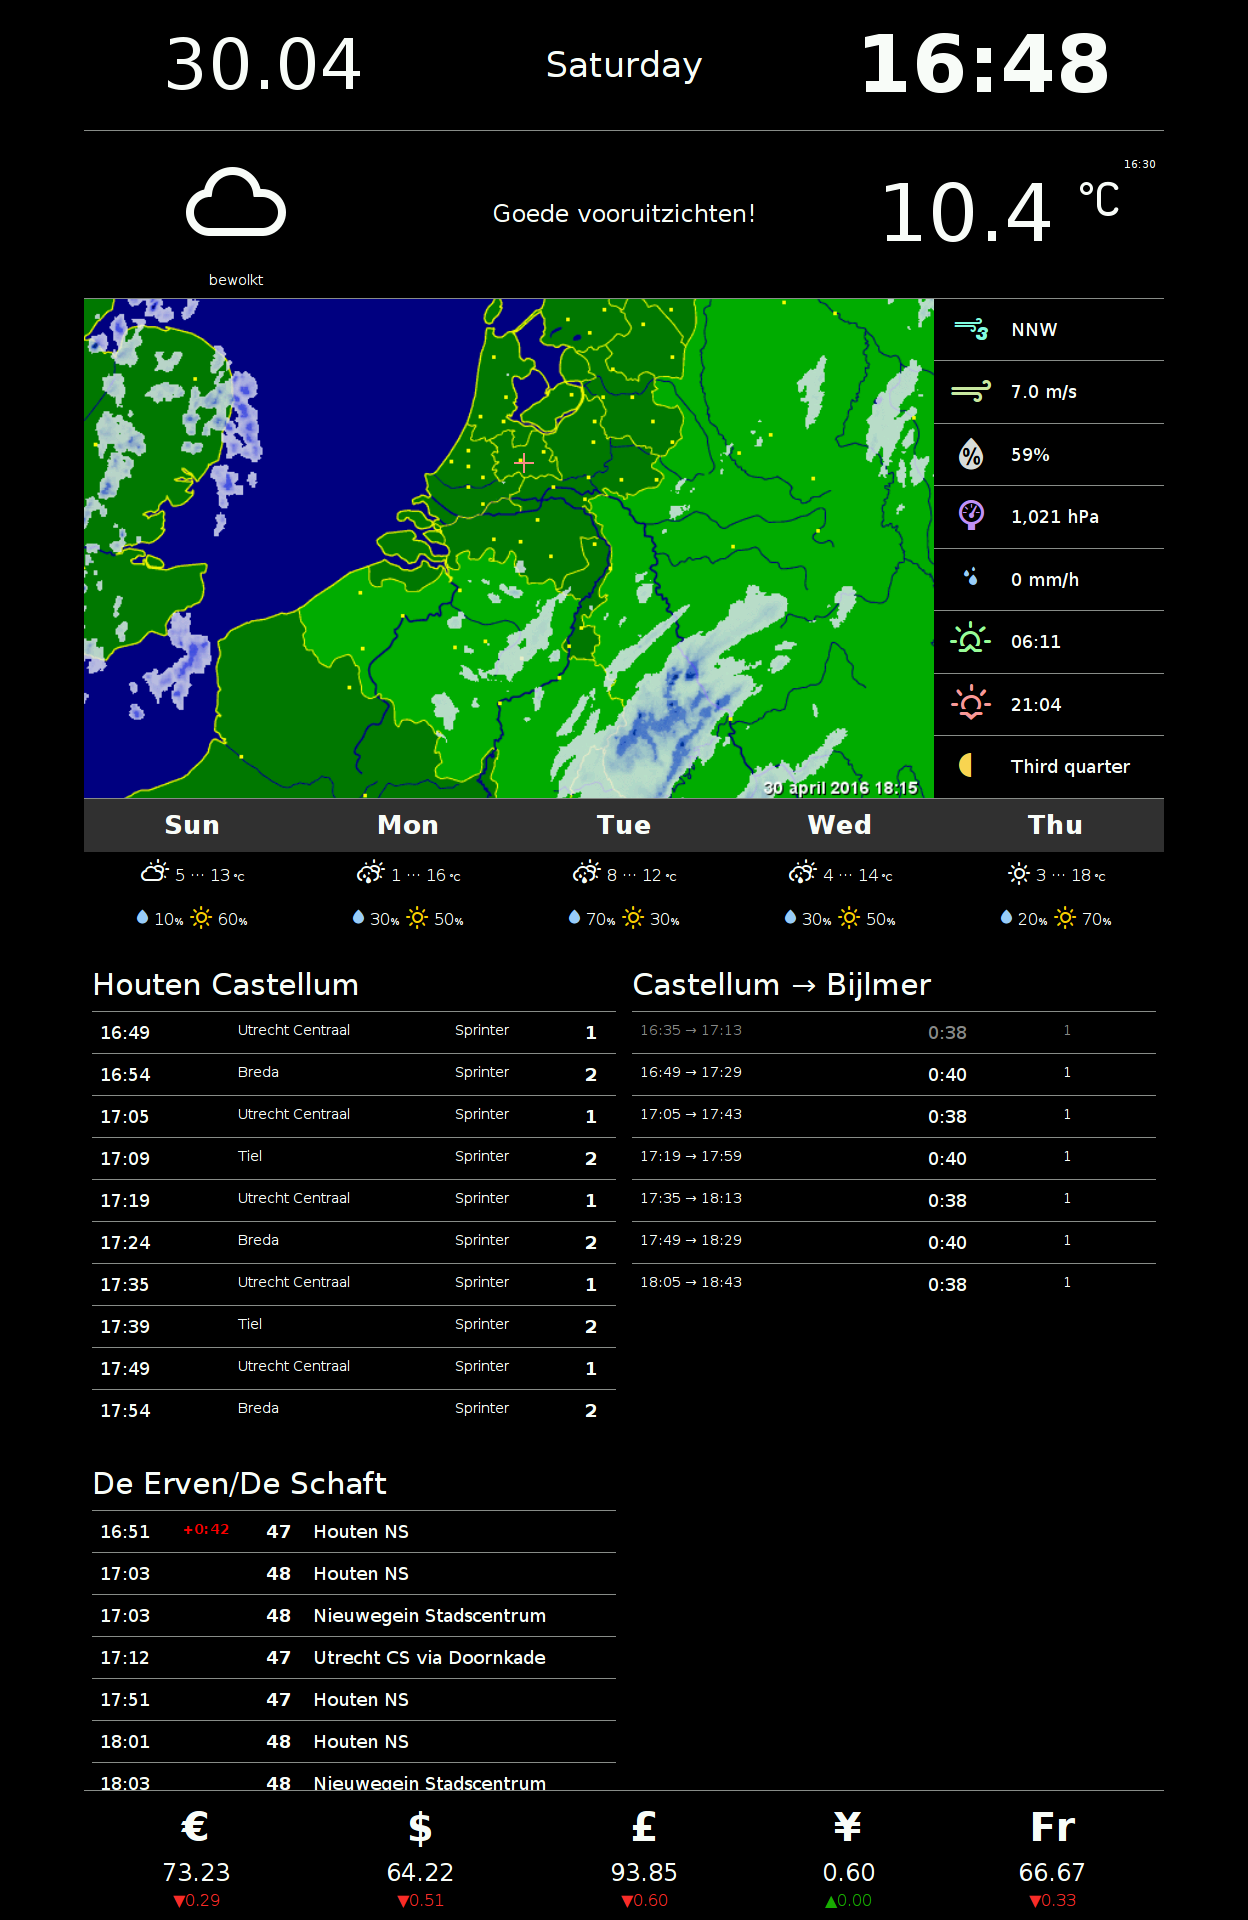 30.04 Saturday 16:48
16:30
Goede vooruitzichten! 10.4 °C
bewolkt
3 NNW
7.0 m/s
% 59%
1,021 hPa
0 mm/h
06:11
21:04
Third quarter
30 april 2016 18:15
Sun Mon Tue Wed Thu
5 ··· 13 °C 1 ··· 16 °C 8 ··· 12 °C 4 ··· 14 °C 3 ··· 18 °C
10% 60% 30% 50% 70% 30% 30% 50% 20% 70%
Houten Castellum
16:49 Utrecht Centraal Sprinter 1
16:54 Breda Sprinter 2
17:05 Utrecht Centraal Sprinter 1
17:09 Tiel Sprinter 2
17:19 Utrecht Centraal Sprinter 1
17:24 Breda Sprinter 2
17:35 Utrecht Centraal Sprinter 1
17:39 Tiel Sprinter 2
17:49 Utrecht Centraal Sprinter 1
17:54 Breda Sprinter 2
Castellum → Bijlmer
16:35 → 17:13 0:38 1
16:49 → 17:29 0:40 1
17:05 → 17:43 0:38 1
17:19 → 17:59 0:40 1
17:35 → 18:13 0:38 1
17:49 → 18:29 0:40 1
18:05 → 18:43 0:38 1
De Erven/De Schaft
16:51 +0:42 47 Houten NS
17:03 48 Houten NS
17:03 48 Nieuwegein Stadscentrum
17:12 47 Utrecht CS via Doornkade
17:51 47 Houten NS
18:01 48 Houten NS
18:03 48 Nieuwegein Stadscentrum
€ $ £ ¥ Fr
73.23 64.22 93.85 0.60 66.67
▼0.29 ▼0.51 ▼0.60 ▲0.00 ▼0.33